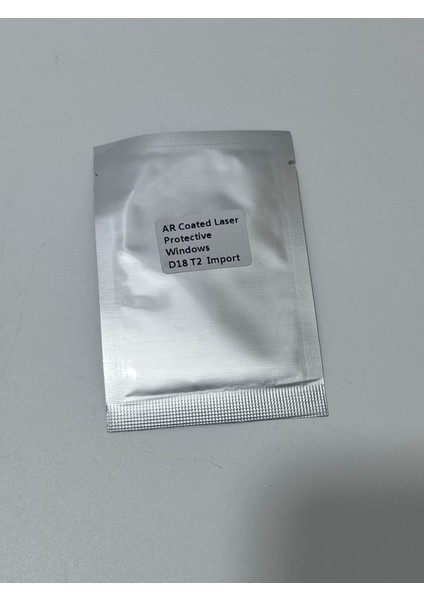 AR Coated Laser
Protective
Windows
D18 T2 Import